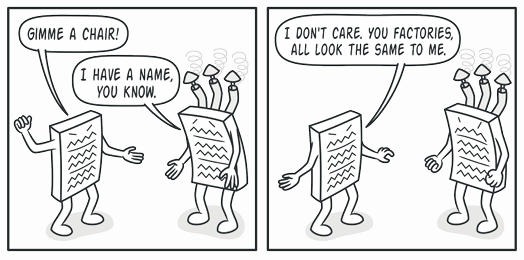 GIMME A CHAIR!
I HAVE A NAME,
YOU KNOW.
I DON'T CARE. YOU FACTORIES,
ALL LOOK THE SAME TO ME.